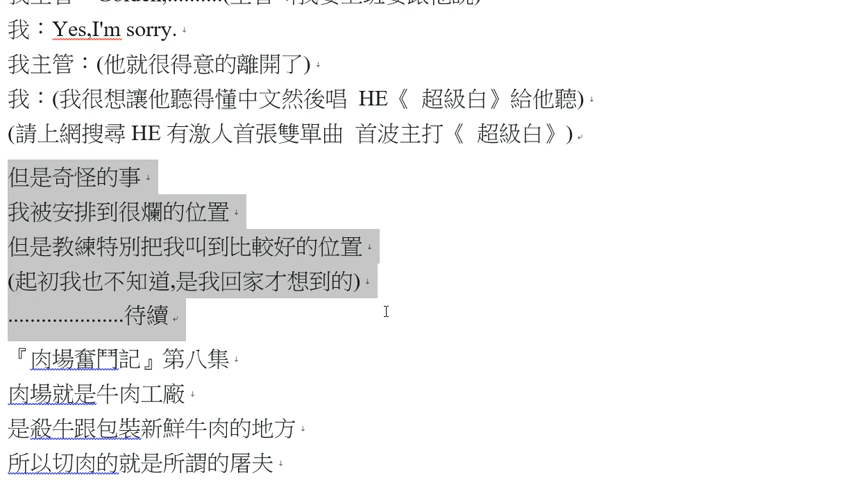 我：Yes,I'm sorry.
我主管：(他就很得意的離開了)
我：(我很想讓他聽得懂中文然後唱 HE《 超級白》給他聽)
(請上網搜尋 HE 有激人首張雙單曲 首波主打《 超級白》)
但是奇怪的事
我被安排到很爛的位置
但是教練特別把我叫到比較好的位置
(起初我也不知道,是我回家才想到的)
.....................待續
『肉場奮鬥記』第八集
肉場就是牛肉工廠
是殺牛跟包裝新鮮牛肉的地方
所以切肉的就是所謂的屠夫